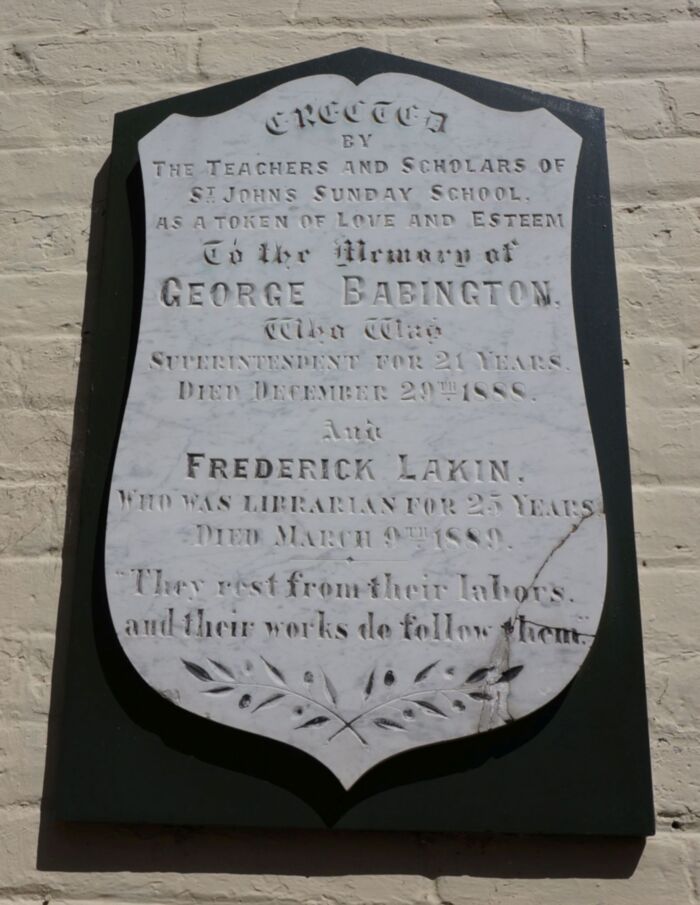 ERECTED
BY
THE TEACHERS AND SCHOLARS OF
ST JOHNS SUNDAY SCHOOL,
AS A TOKEN OF LOVE AND ESTEEM
To the Memory of
GEORGE BABINGTON,
Who Was
SUPERINTENDENT FOR 21 YEARS.
DIED DECEMBER 29TH 1888.
And
FREDERICK LAKIN,
WHO WAS LIBRARIAN FOR 25 YEARS
DIED MARCH 9TH 1889.
"They rest from their labors,
and their works do follow them."